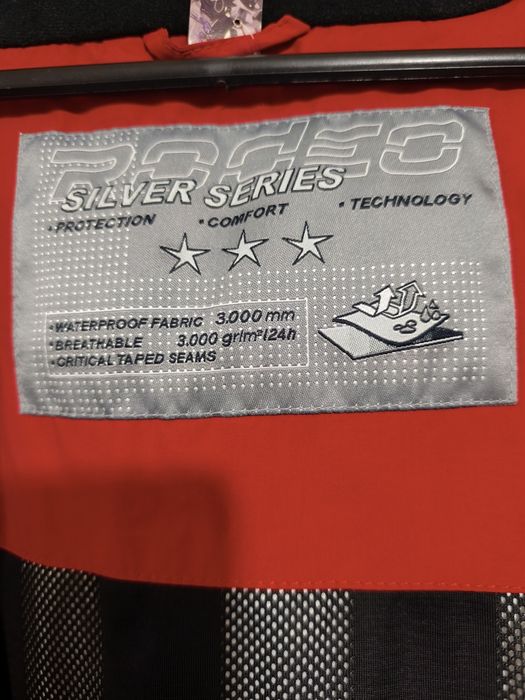 RODEO
SILVER SERIES
•PROTECTION •COMFORT •TECHNOLOGY
•WATERPROOF FABRIC 3.000 mm
•BREATHABLE 3.000 gr/m²/24h
•CRITICAL TAPED SEAMS